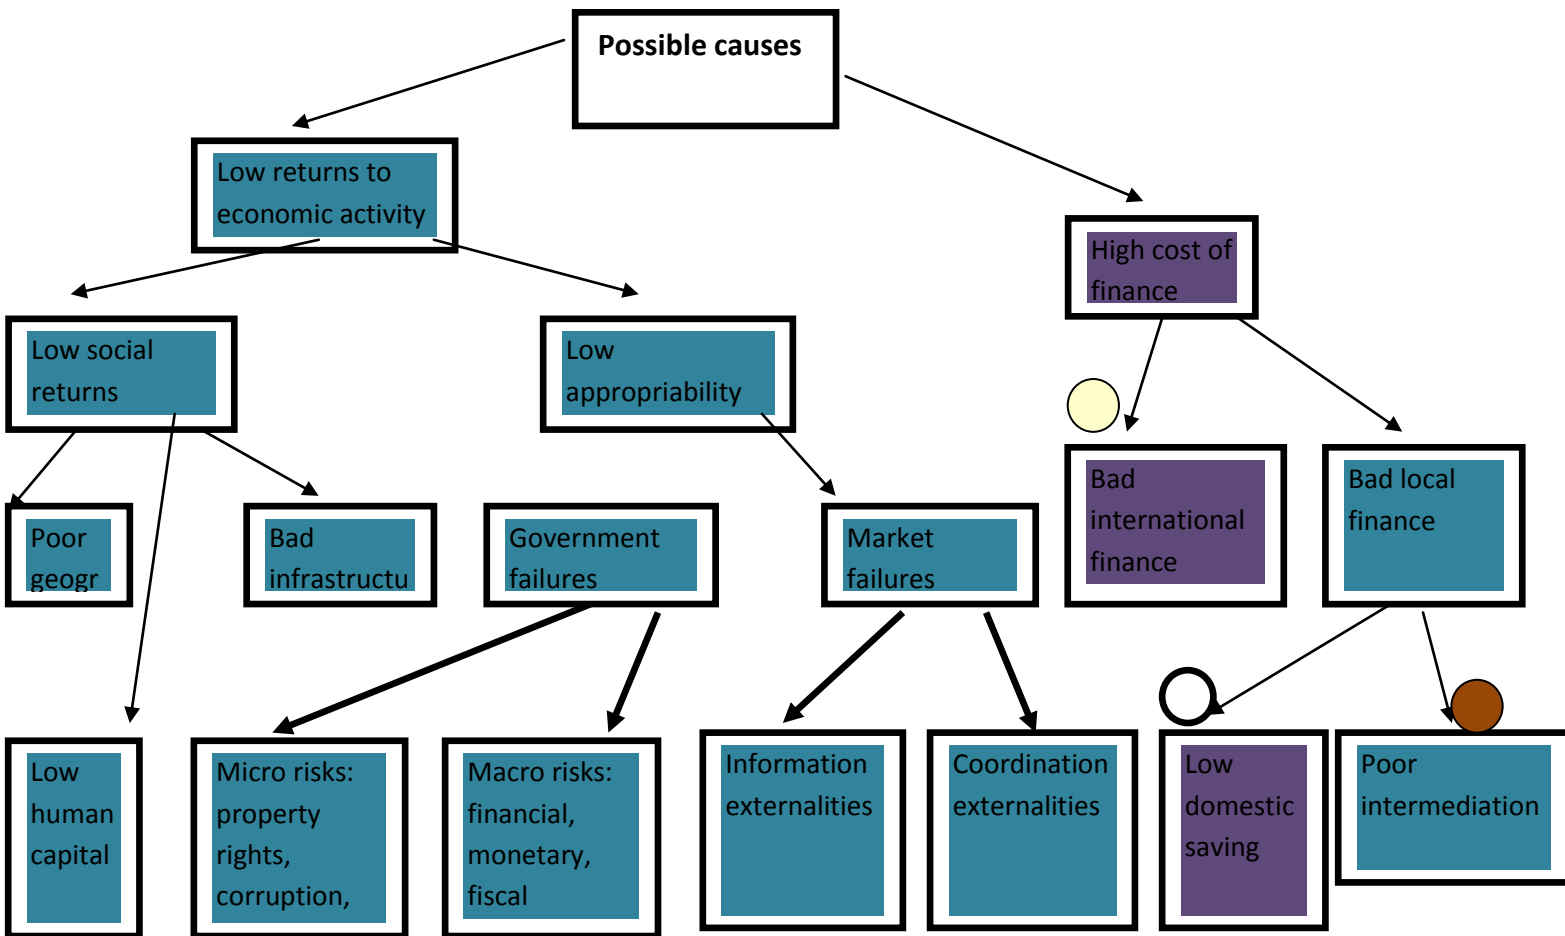 Possible causes
Low returns to
economic activity
High cost of
finance
Low social
returns
Low
appropriability
Bad
international
finance
Bad local
finance
Poor
geogr
Bad
infrastructu
Government
failures
Market
failures
Low
human
capital
Micro risks:
property
rights,
corruption,
Macro risks:
financial,
monetary,
fiscal
Information
externalities
Coordination
externalities
Low
domestic
saving
Poor
intermediation